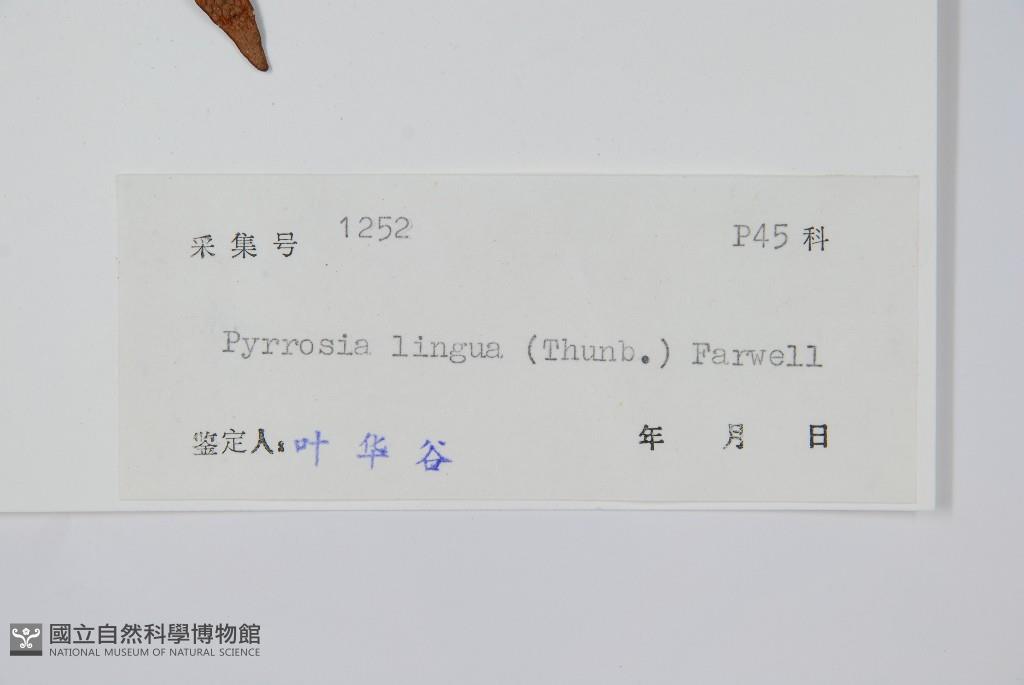 采集号 1252 P45 科
Pyrrosia lingua (Thunb.) Farwell
鉴定人: 叶华谷 年 月 日
國立自然科學博物館
NATIONAL MUSEUM OF NATURAL SCIENCE